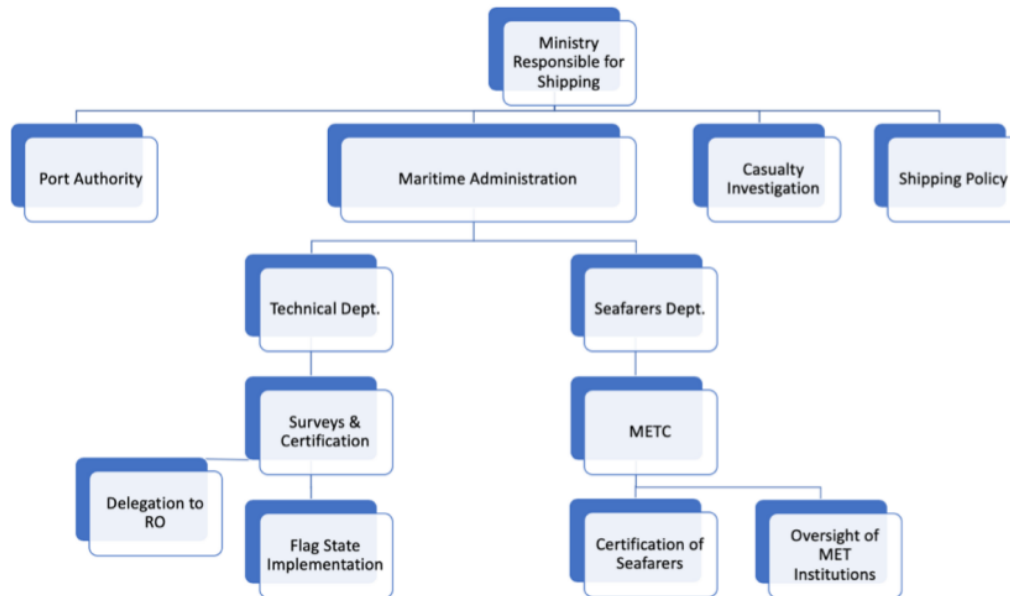 Ministry
Responsible for
Shipping
Port Authority
Maritime Administration
Casualty
Investigation
Shipping Policy
Technical Dept.
Seafarers Dept.
Surveys &
Certification
METC
Delegation to
RO
Flag State
Implementation
Certification of
Seafarers
Oversight of
MET
Institutions